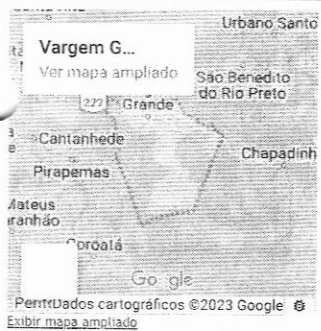 Urbano Santo
Vargem G...
Ver mapa ampliado
São Benedito
do Rio Preto
222
Grande
Cantanhede
Chapadinh
Pirapemas
Mateus
aranhão
Coroatá
Google
Dados cartográficos ©2023 Google
Exibir mapa ampliado